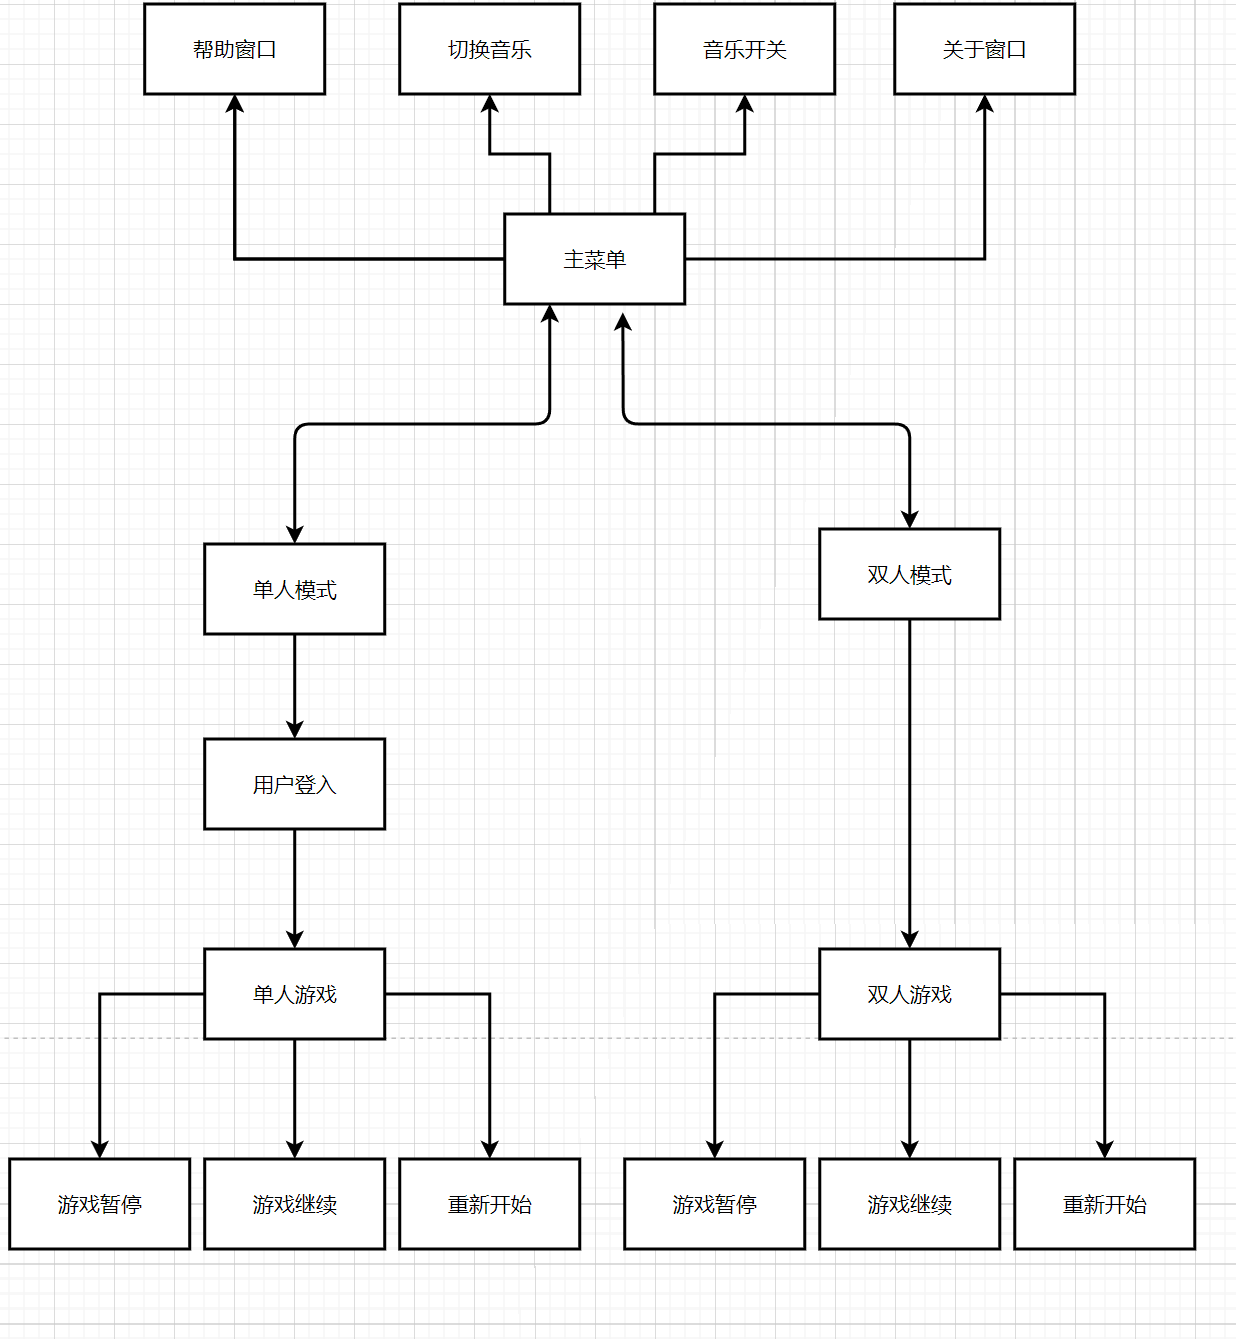 帮助窗口
切换音乐
音乐开关
关于窗口
主菜单
单人模式
双人模式
用户登入
单人游戏
双人游戏
游戏暂停
游戏继续
重新开始
游戏暂停
游戏继续
重新开始